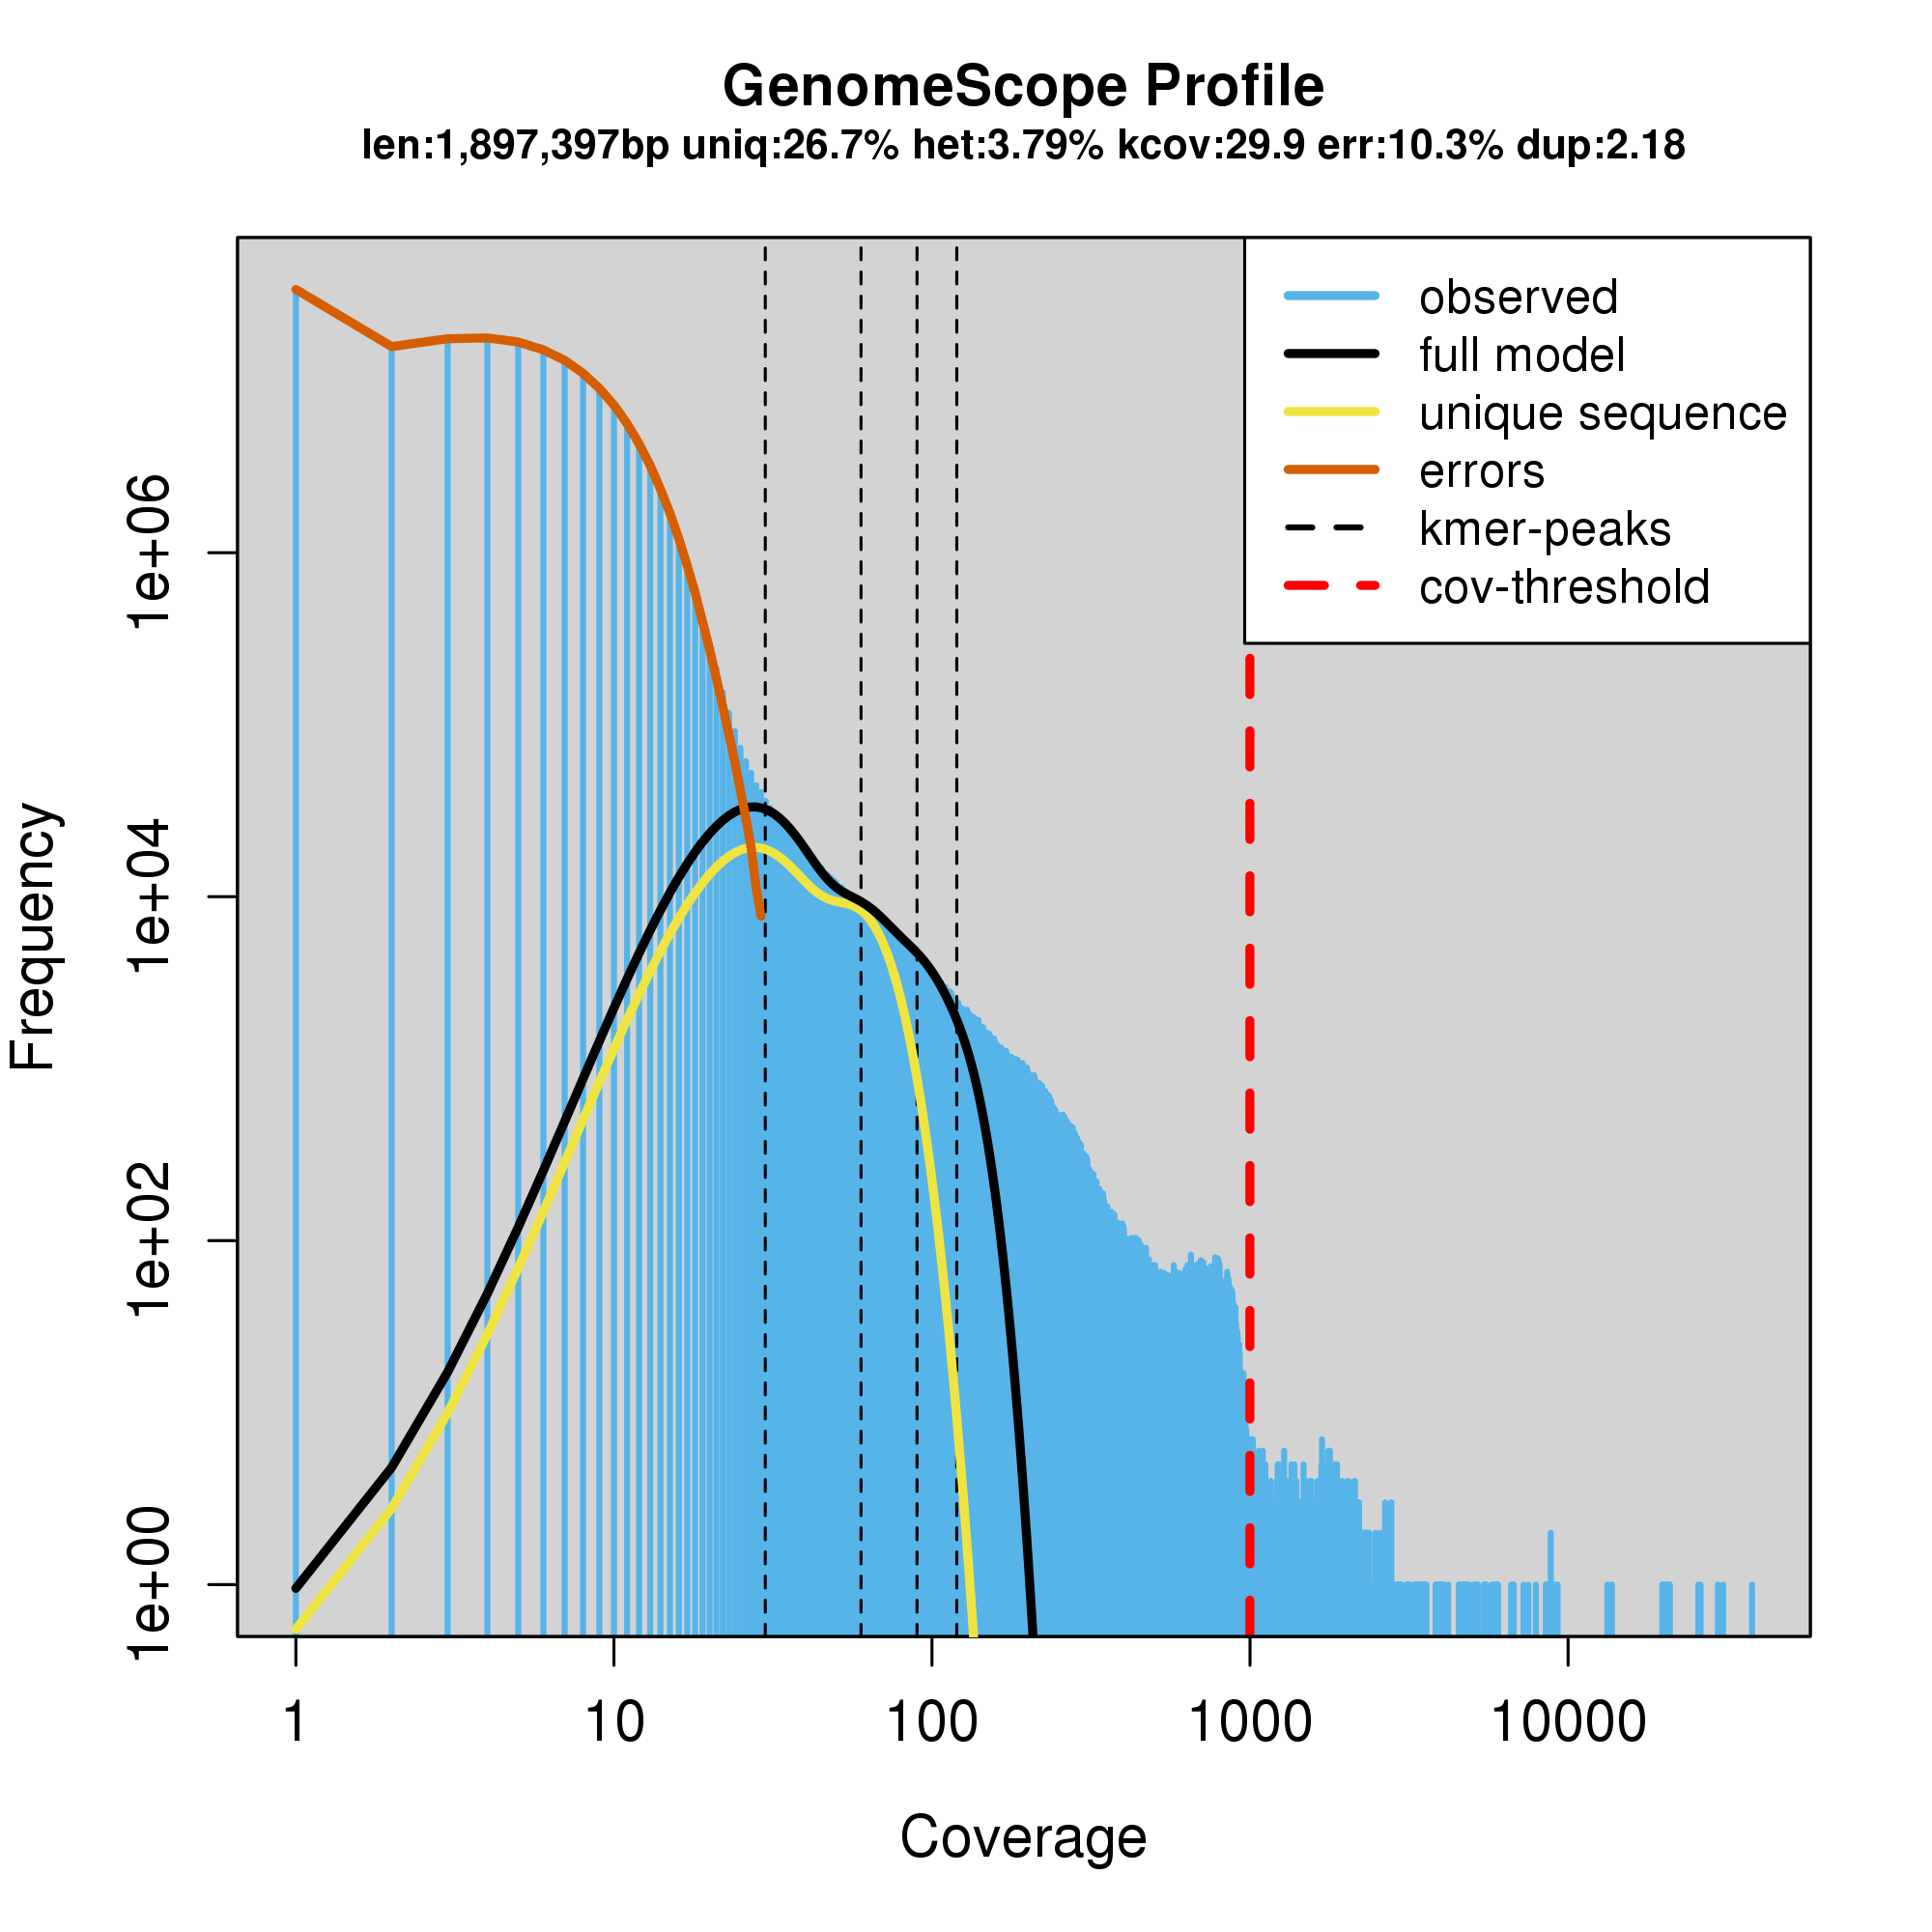 GenomeScope Profile
len:1,897,397bp uniq:26.7% het:3.79% kcov:29.9 err:10.3% dup:2.18
observed
full model
unique sequence
errors
kmer-peaks
cov-threshold
Frequency
1e+06
1e+04
1e+02
1e+00
1 10 100 1000 10000
Coverage